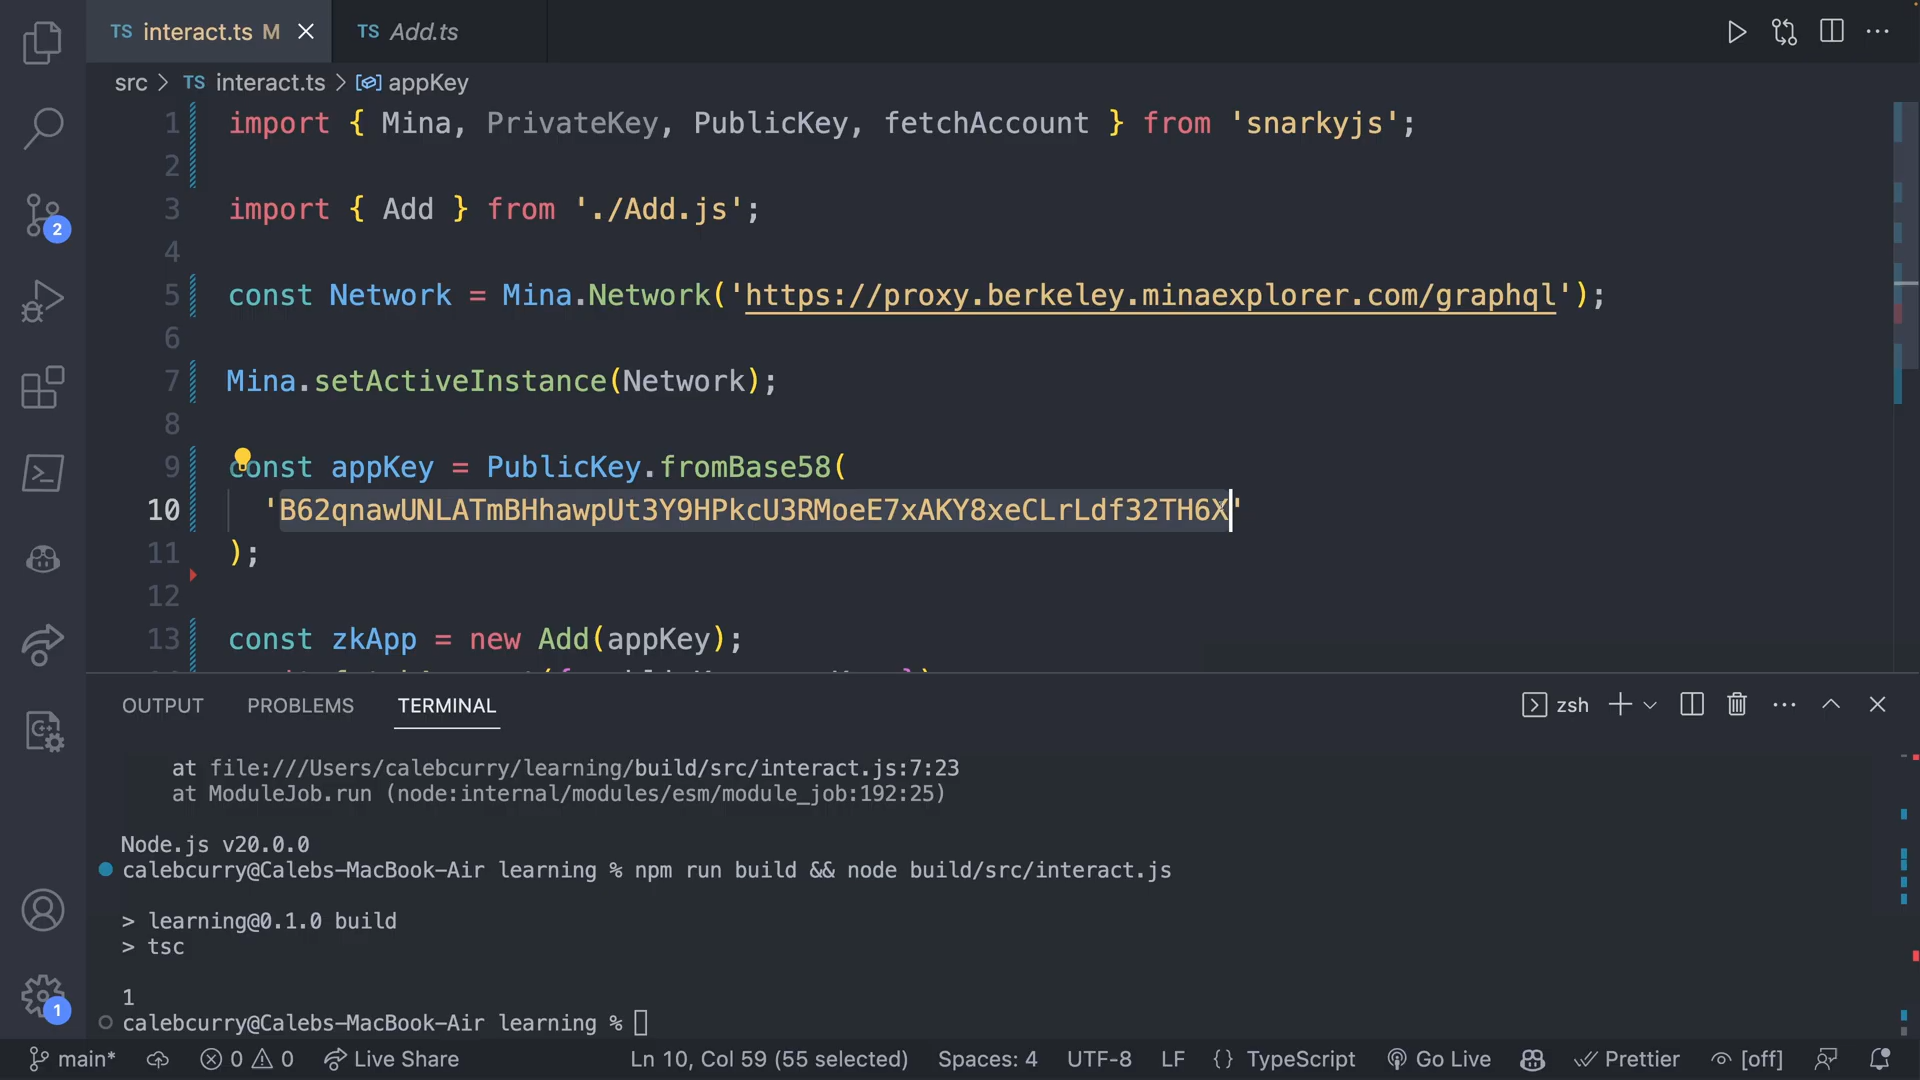 TS interact.ts M
TS Add.ts
src > TS interact.ts > appKey
1 import { Mina, PrivateKey, PublicKey, fetchAccount } from 'snarkyjs';
2
3 import { Add } from './Add.js';
4
5 const Network = Mina.Network('https://proxy.berkeley.minaexplorer.com/graphql');
6
7 Mina.setActiveInstance(Network);
8
9 const appKey = PublicKey.fromBase58(
10 'B62qnawUNLATmBHhawpUt3Y9HPkcU3RMoeE7xAKY8xeCLrLdf32TH6X'
11 );
12
13 const zkApp = new Add(appKey);
2
1
OUTPUT PROBLEMS TERMINAL
zsh
at file:///Users/calebcurry/learning/build/src/interact.js:7:23
at ModuleJob.run (node:internal/modules/esm/module_job:192:25)
Node.js v20.0.0
calebcurry@Calebs-MacBook-Air learning % npm run build && node build/src/interact.js
> learning@0.1.0 build
> tsc
1
calebcurry@Calebs-MacBook-Air learning %
main* 0 0 Live Share Ln 10, Col 59 (55 selected) Spaces: 4 UTF-8 LF {} TypeScript Go Live Prettier [off]